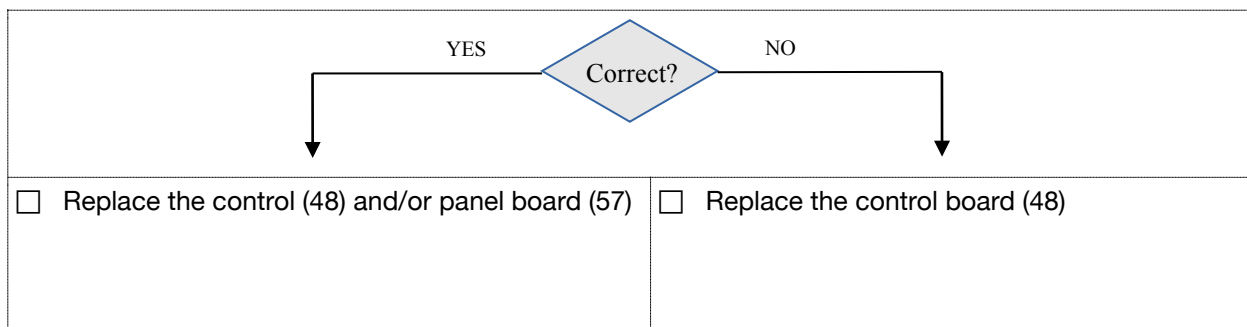 YES
Correct?
NO
Replace the control (48) and/or panel board (57)
Replace the control board (48)